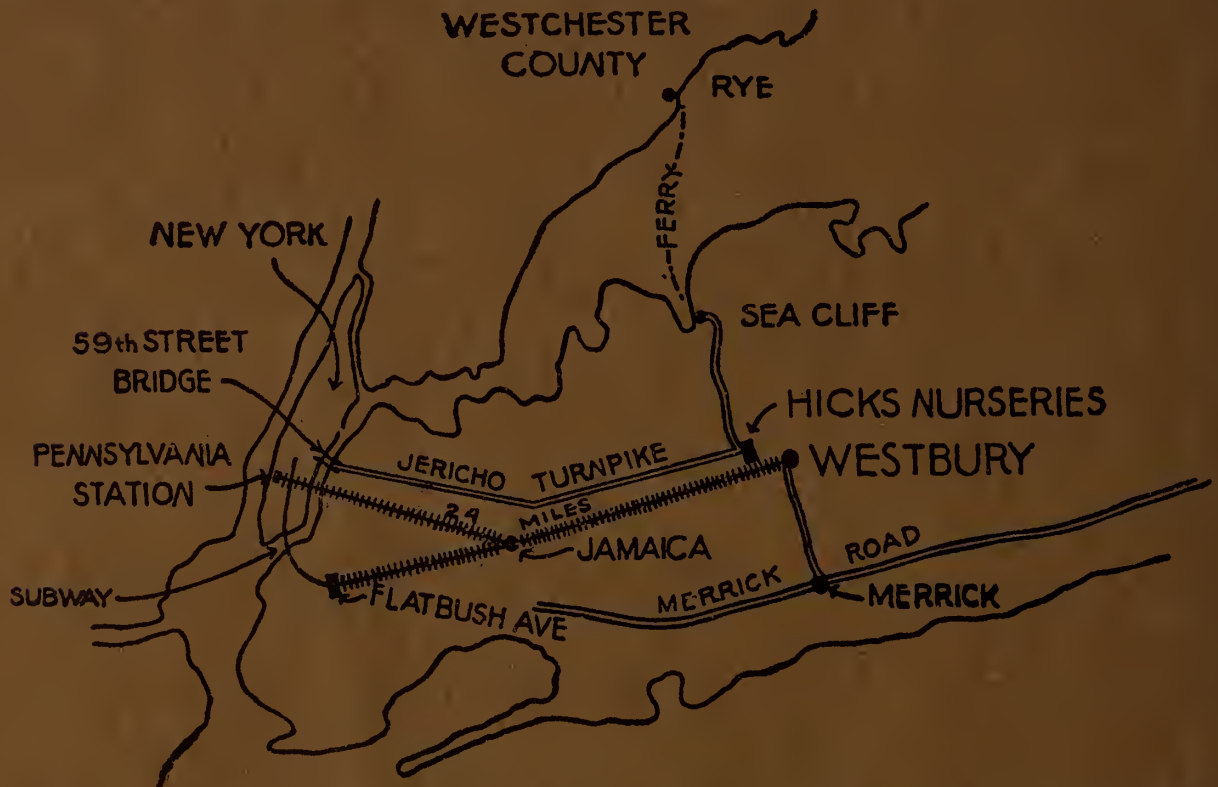 WESTCHESTER
COUNTY
RYE
FERRY
NEW YORK
SEA CLIFF
59th STREET
BRIDGE
HICKS NURSERIES
PENNSYLVANIA
STATION
JERICHO TURNPIKE
WESTBURY
24 MILES
JAMAICA
SUBWAY
FLATBUSH AVE
MERRICK ROAD
MERRICK